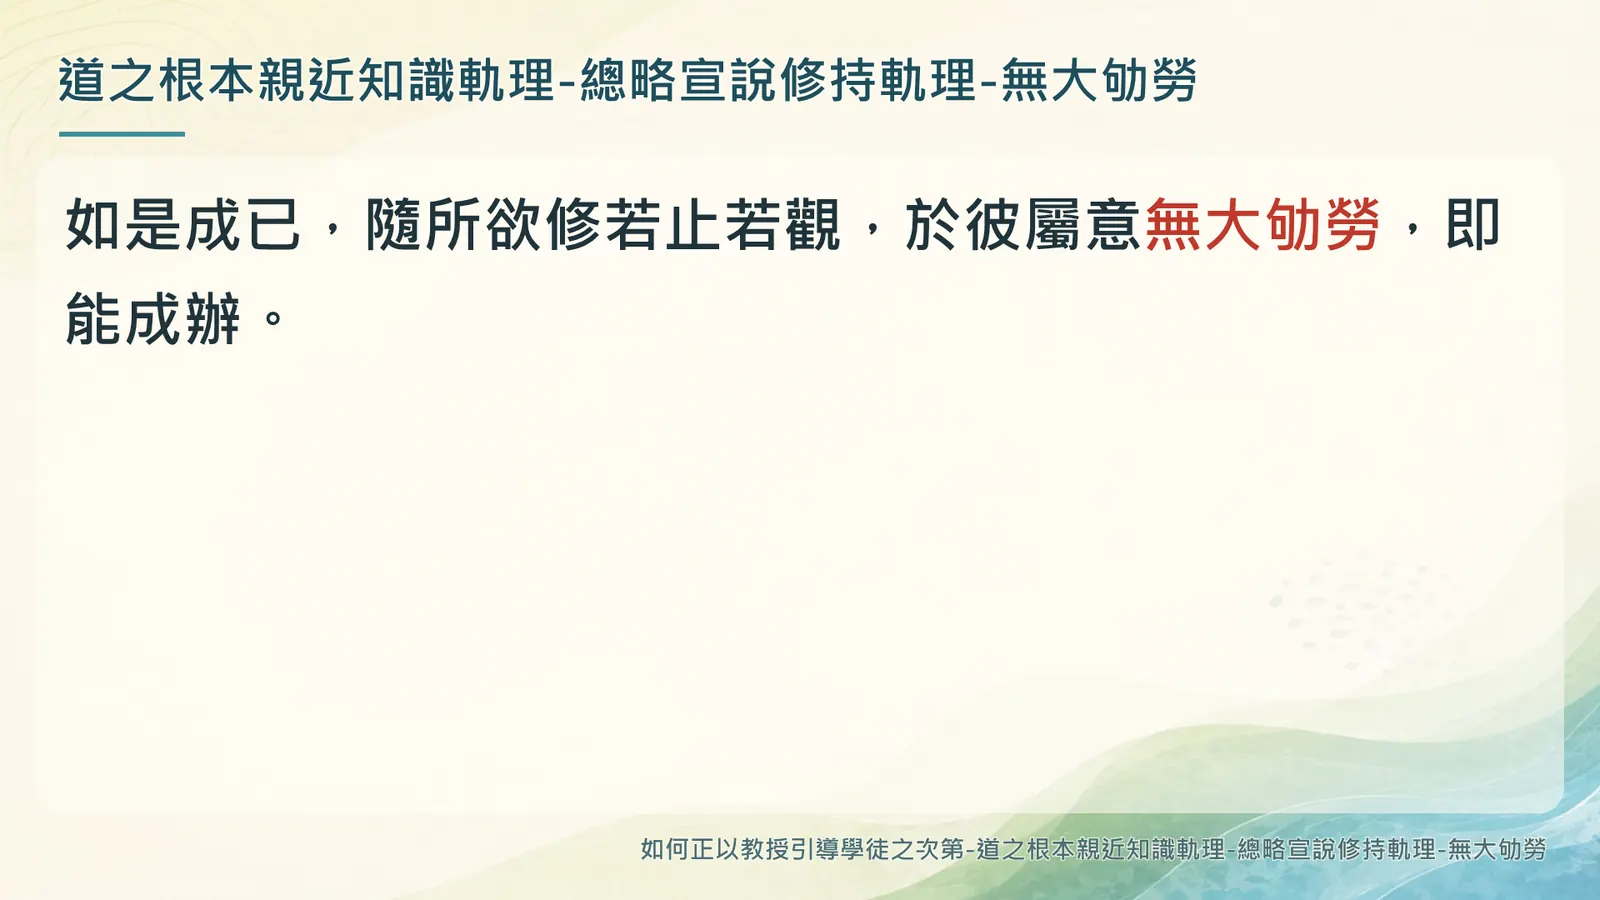 道之根本親近知識軌理-總略宣說修持軌理-無大劬勞
如是成已，隨所欲修若止若觀，於彼屬意無大劬勞，即
能成辦。
如何正以教授引導學徒之次第-道之根本親近知識軌理-總略宣說修持軌理-無大劬勞